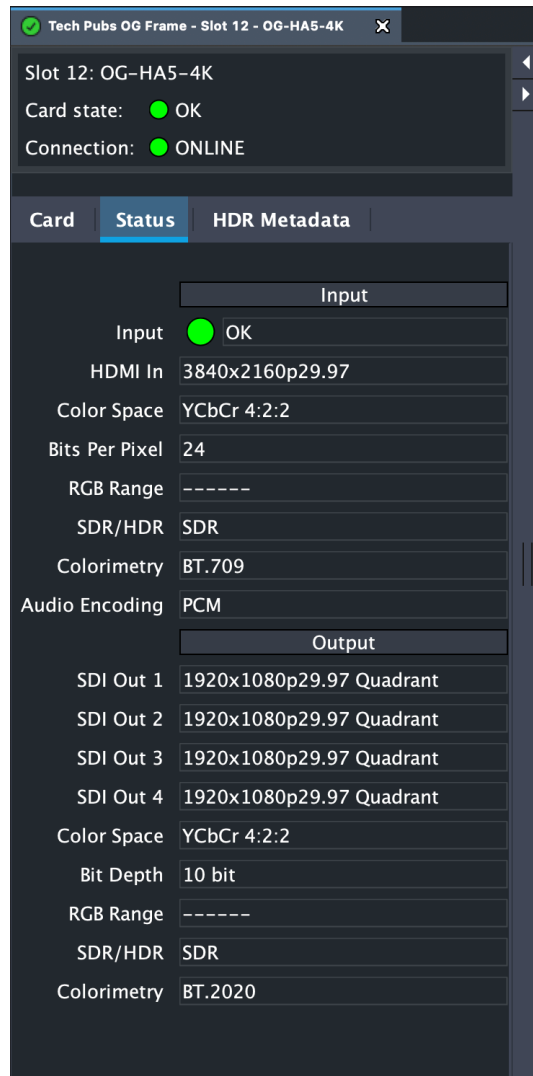 Tech Pubs OG Frame - Slot 12 - OG-HA5-4K
Slot 12: OG-HA5-4K
Card state: OK
Connection: ONLINE
Card Status HDR Metadata
Input
Input OK
HDMI In 3840x2160p29.97
Color Space YCbCr 4:2:2
Bits Per Pixel 24
RGB Range ------
SDR/HDR SDR
Colorimetry BT.709
Audio Encoding PCM
Output
SDI Out 1 1920x1080p29.97 Quadrant
SDI Out 2 1920x1080p29.97 Quadrant
SDI Out 3 1920x1080p29.97 Quadrant
SDI Out 4 1920x1080p29.97 Quadrant
Color Space YCbCr 4:2:2
Bit Depth 10 bit
RGB Range ------
SDR/HDR SDR
Colorimetry BT.2020